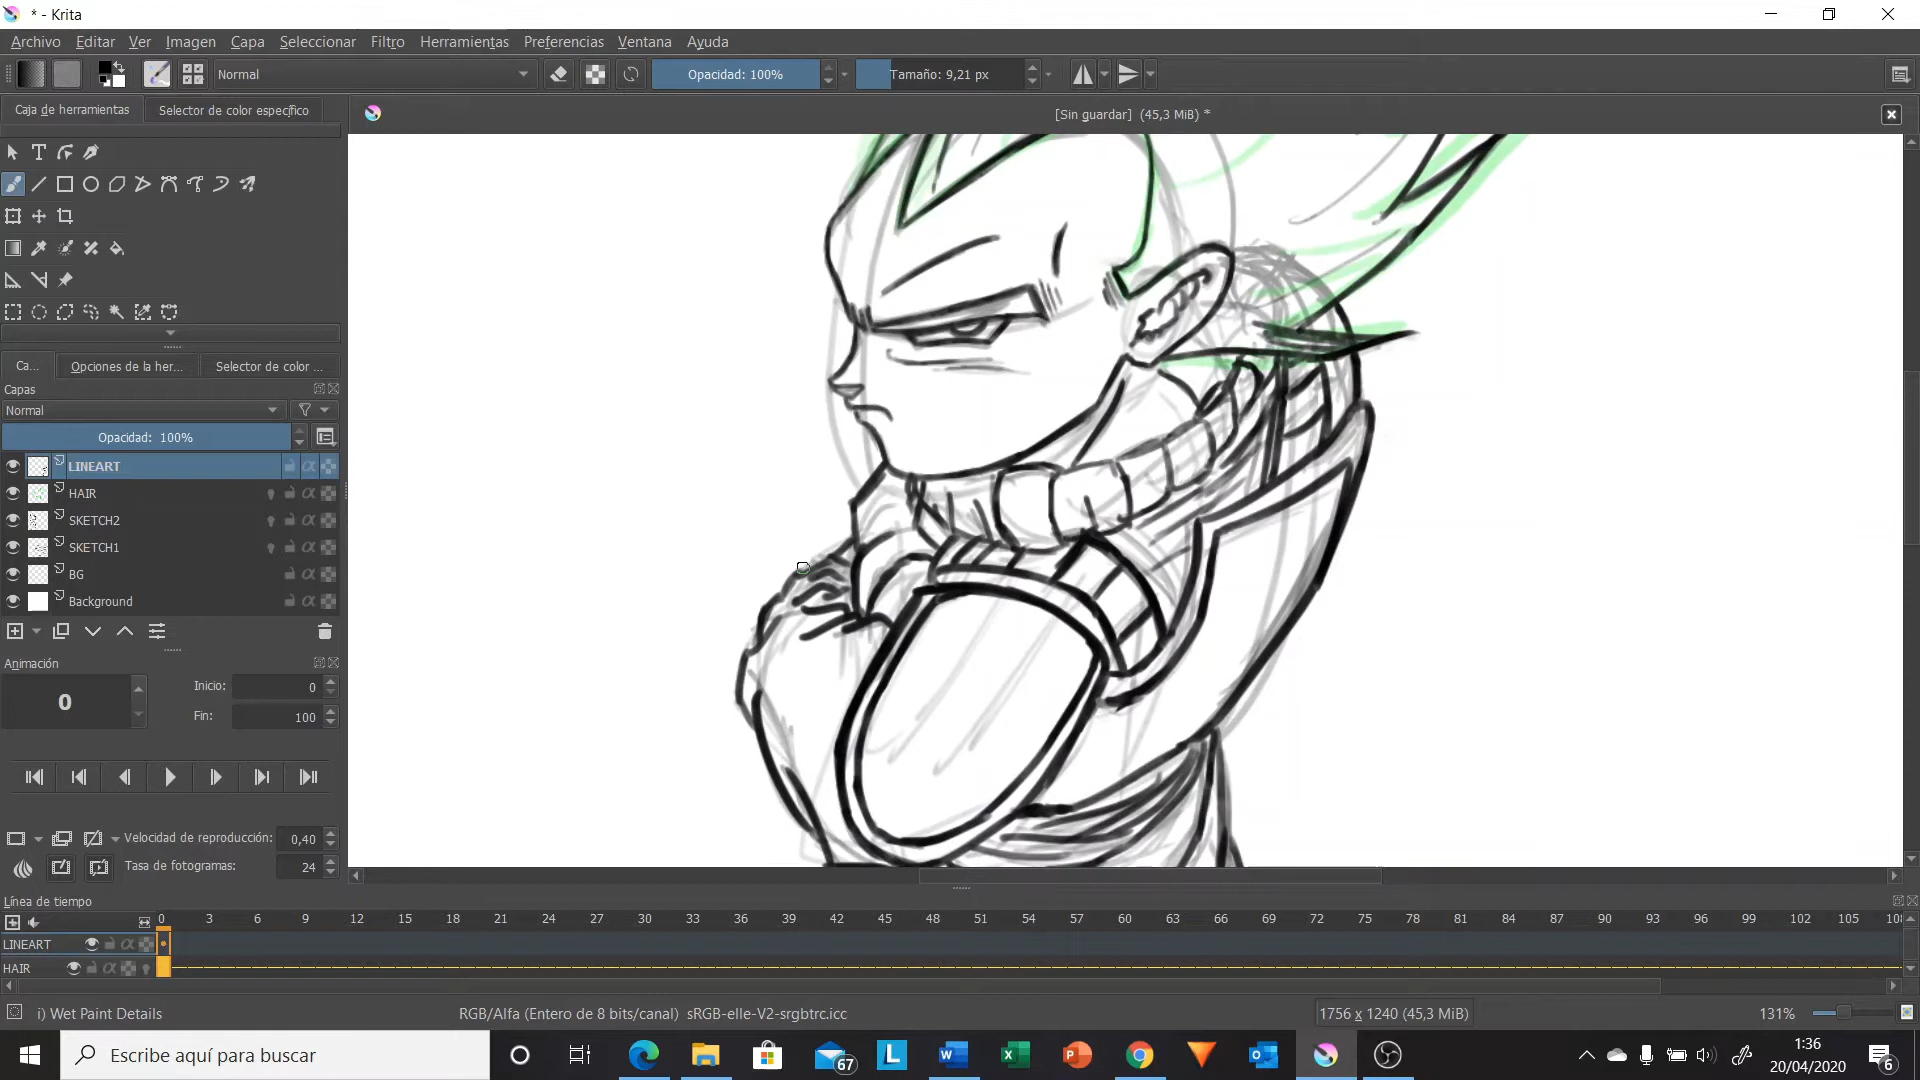 * - Krita
Archivo Editar Ver Imagen Capa Seleccionar Filtro Herramientas Preferencias Ventana Ayuda
Normal Opacidad: 100% Tamaño: 9,21 px
Caja de herramientas Selector de color específico
[Sin guardar] (45,3 MiB) *
Ca... Opciones de la her... Selector de color ...
Capas
Normal
Opacidad: 100%
LINEART
HAIR
SKETCH2
SKETCH1
BG
Background
Animación
0
Inicio: 0
Fin: 100
Velocidad de reproducción: 0,40
Tasa de fotogramas: 24
Línea de tiempo
0 3 6 9 12 15 18 21 24 27 30 33 36 39 42 45 48 51 54 57 60 63 66 69 72 75 78 81 84 87 90 93 96 99 102 105
LINEART
HAIR
i) Wet Paint Details RGB/Alfa (Entero de 8 bits/canal) sRGB-elle-V2-srgbtrc.icc 1756 x 1240 (45,3 MiB) 131%
Escribe aquí para buscar
67
1:36
20/04/2020
6